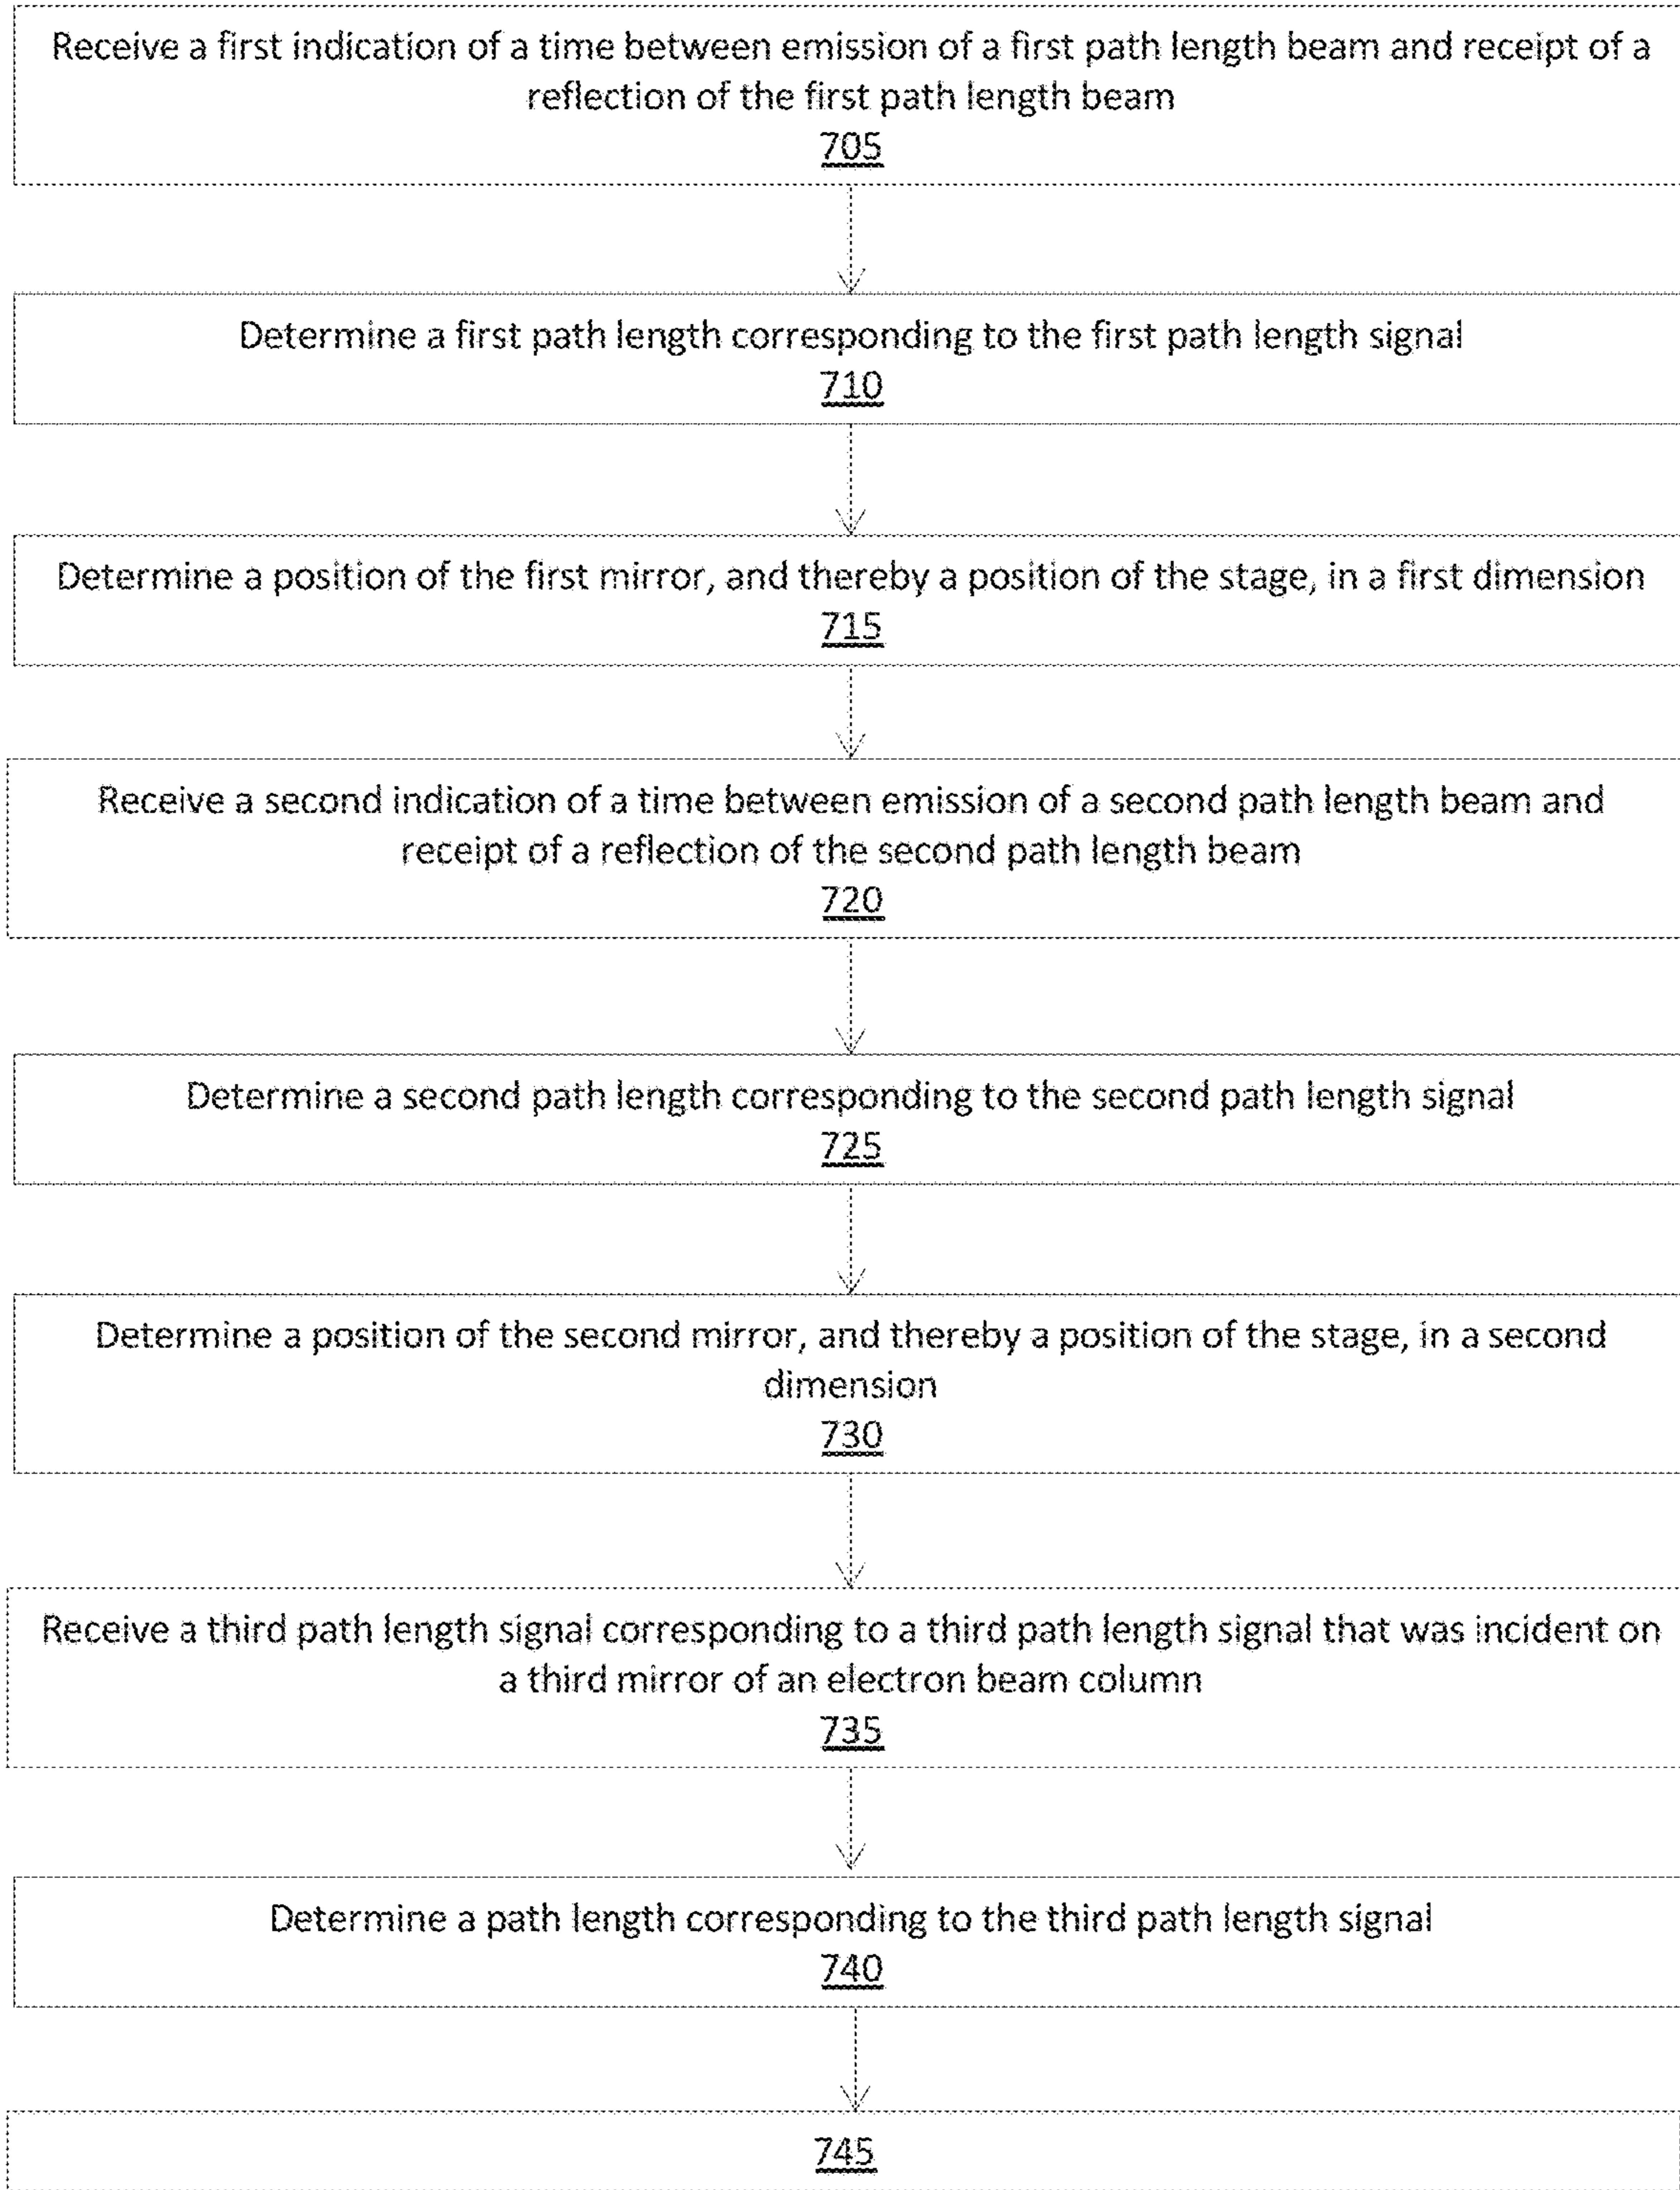 Receive a first indication of a time between emission of a first path length beam and receipt of a
reflection of the first path length beam
705
Determine a first path length corresponding to the first path length signal
710
Determine a position of the first mirror, and thereby a position of the stage, in a first dimension
715
Receive a second indication of a time between emission of a second path length beam and
receipt of a reflection of the second path length beam
720
Determine a second path length corresponding to the second path length signal
725
Determine a position of the second mirror, and thereby a position of the stage, in a second
dimension
730
Receive a third path length signal corresponding to a third path length signal that was incident on
a third mirror of an electron beam column
735
Determine a path length corresponding to the third path length signal
740
745